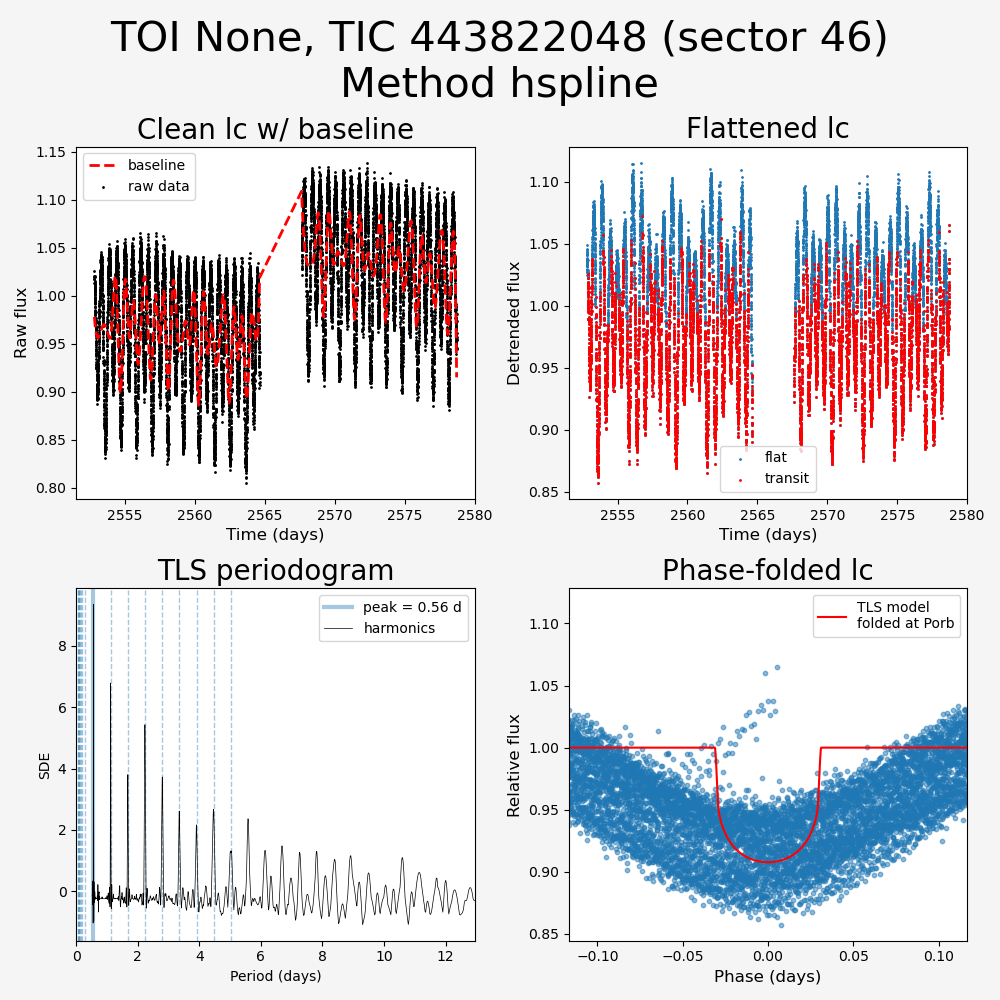 TOI None, TIC 443822048 (sector 46)
Method hspline
Clean lc w/ baseline
Raw flux
1.15
1.10
1.05
1.00
0.95
0.90
0.85
0.80
baseline
raw data
2555 2560 2565 2570 2575 2580
Time (days)
Flattened lc
Detrended flux
1.10
1.05
1.00
0.95
0.90
0.85
flat
transit
2555 2560 2565 2570 2575 2580
Time (days)
TLS periodogram
SDE
8
6
4
2
0
peak = 0.56 d
harmonics
0 2 4 6 8 10 12
Period (days)
Phase-folded lc
Relative flux
1.10
1.05
1.00
0.95
0.90
0.85
TLS model
folded at Porb
−0.10 −0.05 0.00 0.05 0.10
Phase (days)